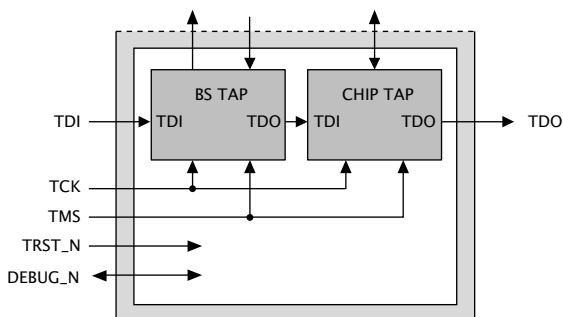 BS TAP
CHIP TAP
TDI
TDI
TDO
TDI
TDO
TDO
TCK
TMS
TRST_N
DEBUG_N